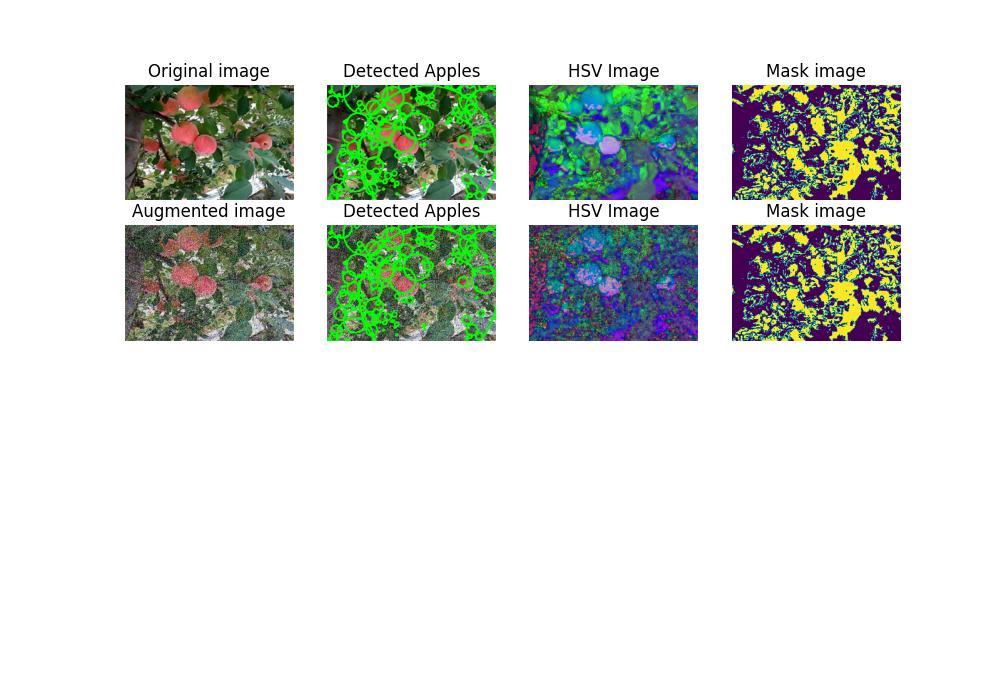 Original image
Detected Apples
HSV Image
Mask image
Augmented image
Detected Apples
HSV Image
Mask image